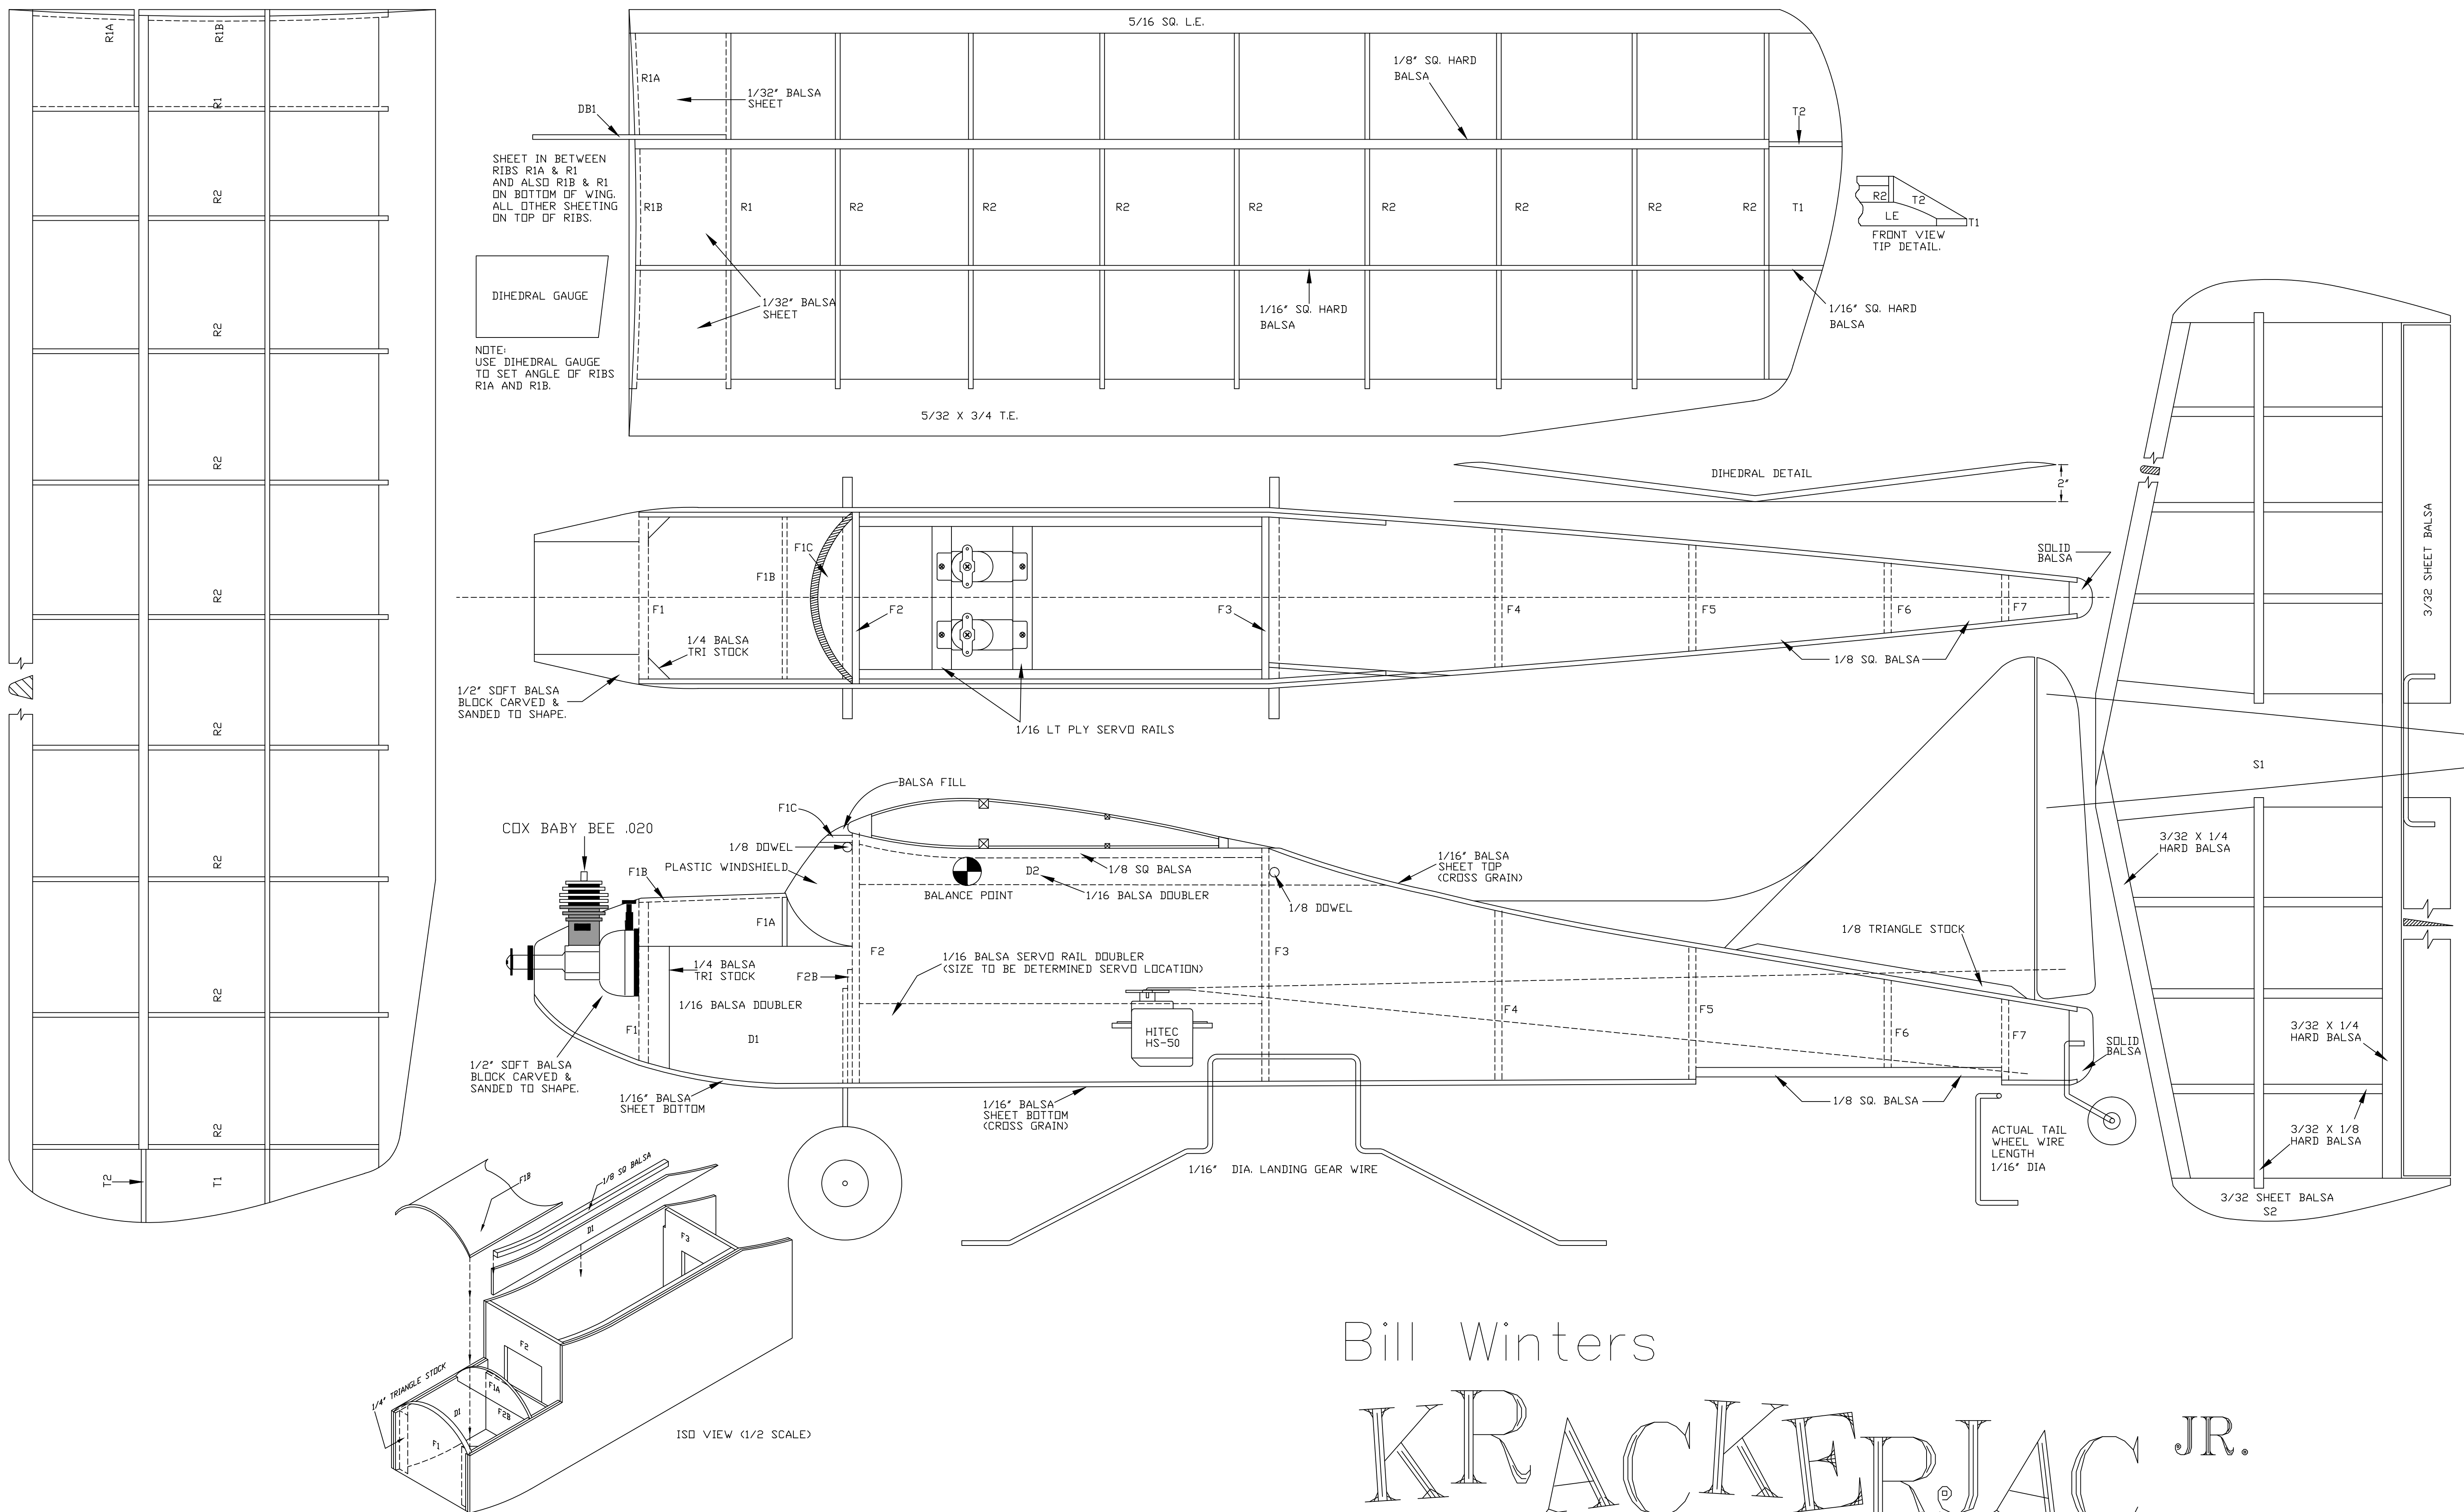 R1A
R1B
R1
R2
R2
R2
R2
R2
R2
R2
R2
T2
T1
5/16 SQ. L.E.
R1A
1/32" BALSA
SHEET
1/8" SQ. HARD
BALSA
DB1
T2
SHEET IN BETWEEN
RIBS R1A & R1
AND ALSO R1B & R1
ON BOTTOM OF WING.
ALL OTHER SHEETING
ON TOP OF RIBS.
R1B
R1
R2
R2
R2
R2
R2
R2
R2
R2
T1
R2
T2
LE
T1
FRONT VIEW
TIP DETAIL.
DIHEDRAL GAUGE
1/32" BALSA
SHEET
1/16" SQ. HARD
BALSA
1/16" SQ. HARD
BALSA
NOTE:
USE DIHEDRAL GAUGE
TO SET ANGLE OF RIBS
R1A AND R1B.
5/32 X 3/4 T.E.
DIHEDRAL DETAIL
2"
F1C
F1B
F1
F2
F3
F4
F5
F6
F7
SOLID
BALSA
1/4 BALSA
TRI STOCK
1/8 SQ. BALSA
1/2" SOFT BALSA
BLOCK CARVED &
SANDED TO SHAPE.
1/16 LT PLY SERVO RAILS
3/32 SHEET BALSA
S1
3/32 X 1/4
HARD BALSA
3/32 X 1/4
HARD BALSA
3/32 X 1/8
HARD BALSA
3/32 SHEET BALSA
S2
BALSA FILL
F1C
COX BABY BEE .020
1/8 DOWEL
PLASTIC WINDSHIELD
F1B
F1A
D2
1/8 SQ BALSA
1/16" BALSA
SHEET TOP
(CROSS GRAIN)
BALANCE POINT
1/16 BALSA DOUBLER
1/8 DOWEL
1/8 TRIANGLE STOCK
F2
F3
1/16 BALSA SERVO RAIL DOUBLER
(SIZE TO BE DETERMINED SERVO LOCATION)
1/4 BALSA
TRI STOCK
F2B
1/16 BALSA DOUBLER
F1
D1
HITEC
HS-50
F4
F5
F6
F7
SOLID
BALSA
1/2" SOFT BALSA
BLOCK CARVED &
SANDED TO SHAPE.
1/16" BALSA
SHEET BOTTOM
1/16" BALSA
SHEET BOTTOM
(CROSS GRAIN)
1/8 SQ. BALSA
ACTUAL TAIL
WHEEL WIRE
LENGTH
1/16" DIA
1/16" DIA. LANDING GEAR WIRE
F1B
1/8 SQ BALSA
D1
F3
F2
1/4" TRIANGLE STOCK
F1A
D1
F2B
F1
ISO VIEW (1/2 SCALE)
Bill Winters
KRACKERJAC JR.